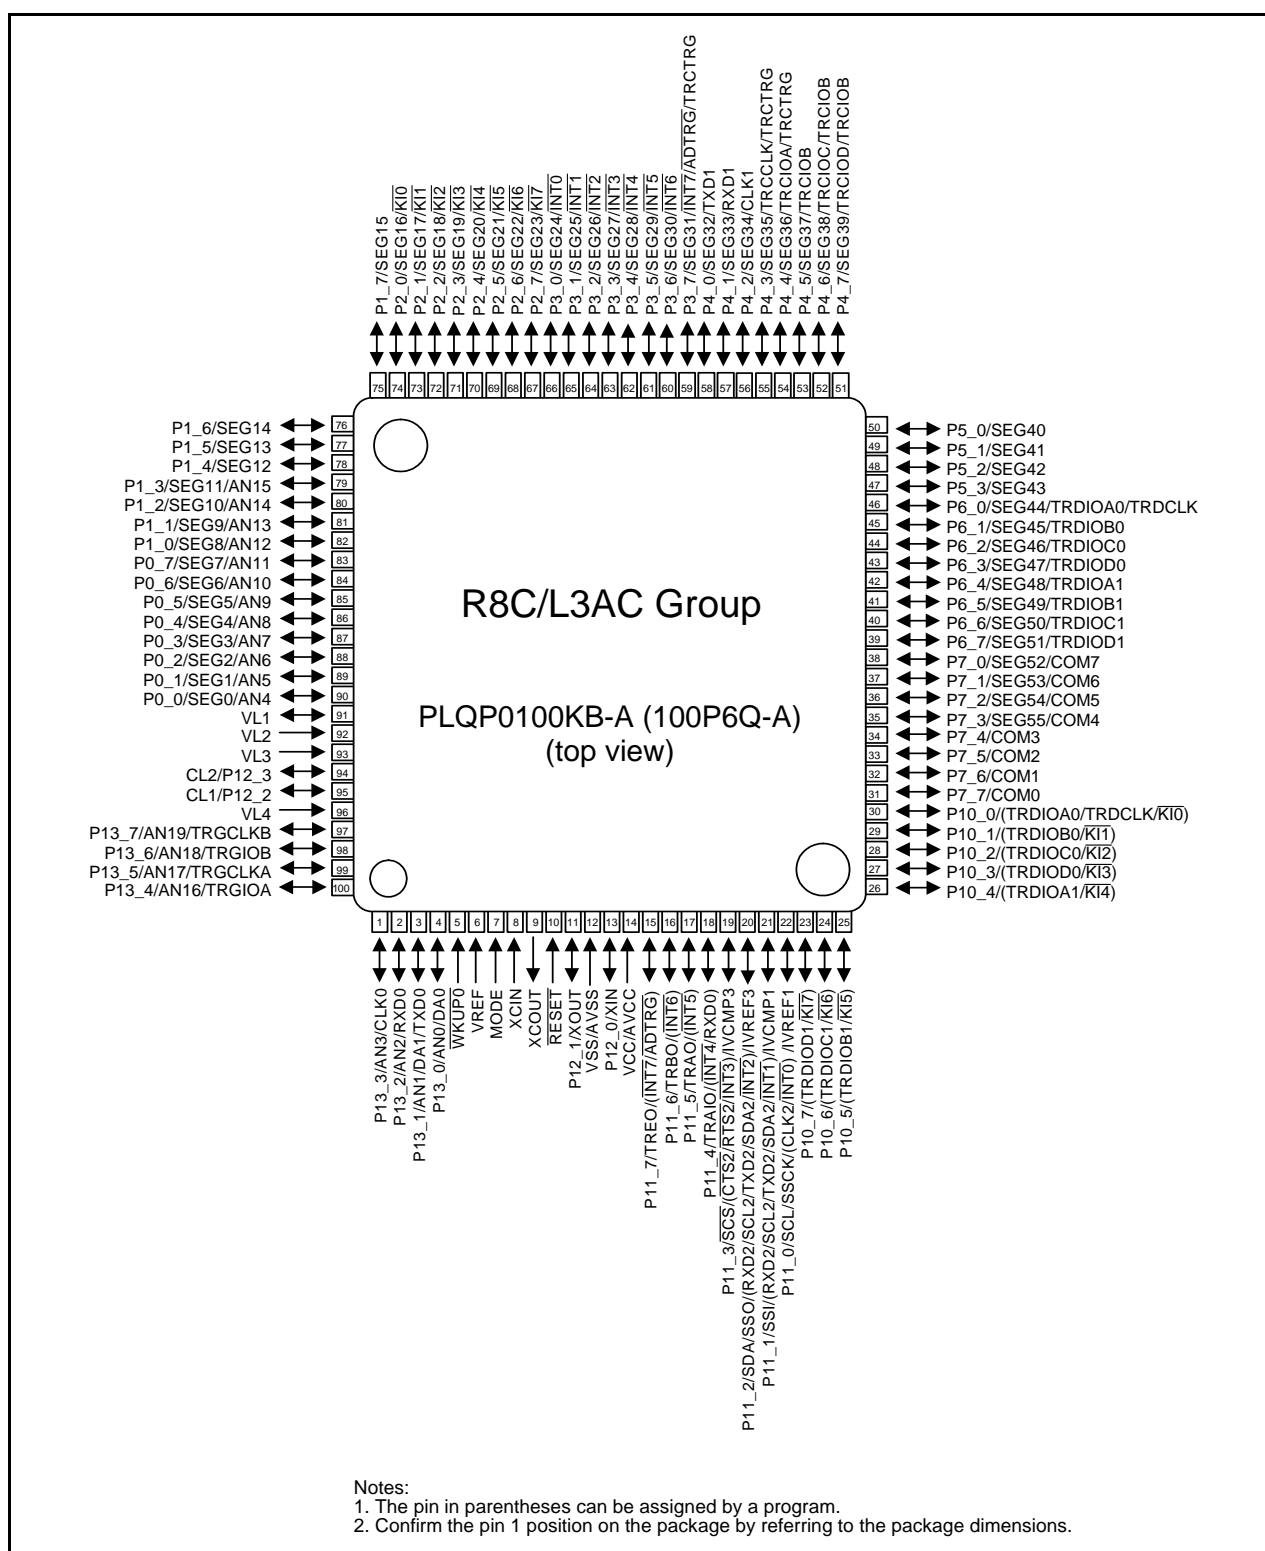 P1_7/SEG15
P2_0/SEG16/KI0
P2_1/SEG17/KI1
P2_2/SEG18/KI2
P2_3/SEG19/KI3
P2_4/SEG20/KI4
P2_5/SEG21/KI5
P2_6/SEG22/KI6
P2_7/SEG23/KI7
P3_0/SEG24/INT0
P3_1/SEG25/INT1
P3_2/SEG26/INT2
P3_3/SEG27/INT3
P3_4/SEG28/INT4
P3_5/SEG29/INT5
P3_6/SEG30/INT6
P3_7/SEG31/INT7/ADTRG/TRCTRG
P4_0/SEG32/TXD1
P4_1/SEG33/RXD1
P4_2/SEG34/CLK1
P4_3/SEG35/TRCCLK/TRCTRG
P4_4/SEG36/TRCIOA/TRCTRG
P4_5/SEG37/TRCIOB
P4_6/SEG38/TRCIOC/TRCIOB
P4_7/SEG39/TRCIOD/TRCIOB
75 74 73 72 71 70 69 68 67 66 65 64 63 62 61 60 59 58 57 56 55 54 53 52 51
P1_6/SEG14 76
P1_5/SEG13 77
P1_4/SEG12 78
P1_3/SEG11/AN15 79
P1_2/SEG10/AN14 80
P1_1/SEG9/AN13 81
P1_0/SEG8/AN12 82
P0_7/SEG7/AN11 83
P0_6/SEG6/AN10 84
P0_5/SEG5/AN9 85
P0_4/SEG4/AN8 86
P0_3/SEG3/AN7 87
P0_2/SEG2/AN6 88
P0_1/SEG1/AN5 89
P0_0/SEG0/AN4 90
VL1 91
VL2 92
VL3 93
CL2/P12_3 94
CL1/P12_2 95
VL4 96
P13_7/AN19/TRGCLKB 97
P13_6/AN18/TRGIOB 98
P13_5/AN17/TRGCLKA 99
P13_4/AN16/TRGIOA 100
R8C/L3AC Group
PLQP0100KB-A (100P6Q-A)
(top view)
50 P5_0/SEG40
49 P5_1/SEG41
48 P5_2/SEG42
47 P5_3/SEG43
46 P6_0/SEG44/TRDIOA0/TRDCLK
45 P6_1/SEG45/TRDIOB0
44 P6_2/SEG46/TRDIOC0
43 P6_3/SEG47/TRDIOD0
42 P6_4/SEG48/TRDIOA1
41 P6_5/SEG49/TRDIOB1
40 P6_6/SEG50/TRDIOC1
39 P6_7/SEG51/TRDIOD1
38 P7_0/SEG52/COM7
37 P7_1/SEG53/COM6
36 P7_2/SEG54/COM5
35 P7_3/SEG55/COM4
34 P7_4/COM3
33 P7_5/COM2
32 P7_6/COM1
31 P7_7/COM0
30 P10_0/(TRDIOA0/TRDCLK/KI0)
29 P10_1/(TRDIOB0/KI1)
28 P10_2/(TRDIOC0/KI2)
27 P10_3/(TRDIOD0/KI3)
26 P10_4/(TRDIOA1/KI4)
1 2 3 4 5 6 7 8 9 10 11 12 13 14 15 16 17 18 19 20 21 22 23 24 25
P13_3/AN3/CLK0
P13_2/AN2/RXD0
P13_1/AN1/DA1/TXD0
P13_0/AN0/DA0
WKUP0
VREF
MODE
XCIN
XCOUT
RESET
P12_1/XOUT
VSS/AVSS
P12_0/XIN
VCC/AVCC
P11_7/TREO/(INT7/ADTRG)
P11_6/TRBO/(INT6)
P11_5/TRAO/(INT5)
P11_4/TRAIO/(INT4/RXD0)
P11_3/SCS/(CTS2/RTS2/INT3)/IVCMP3
P11_2/SDA/SSO/(RXD2/SCL2/TXD2/SDA2/INT2)/IVREF3
P11_1/SSI/(RXD2/SCL2/TXD2/SDA2/INT1)/IVCMP1
P11_0/SCL/SSCK/(CLK2/INT0) /IVREF1
P10_7/(TRDIOD1/KI7)
P10_6/(TRDIOC1/KI6)
P10_5/(TRDIOB1/KI5)
Notes:
1. The pin in parentheses can be assigned by a program.
2. Confirm the pin 1 position on the package by referring to the package dimensions.